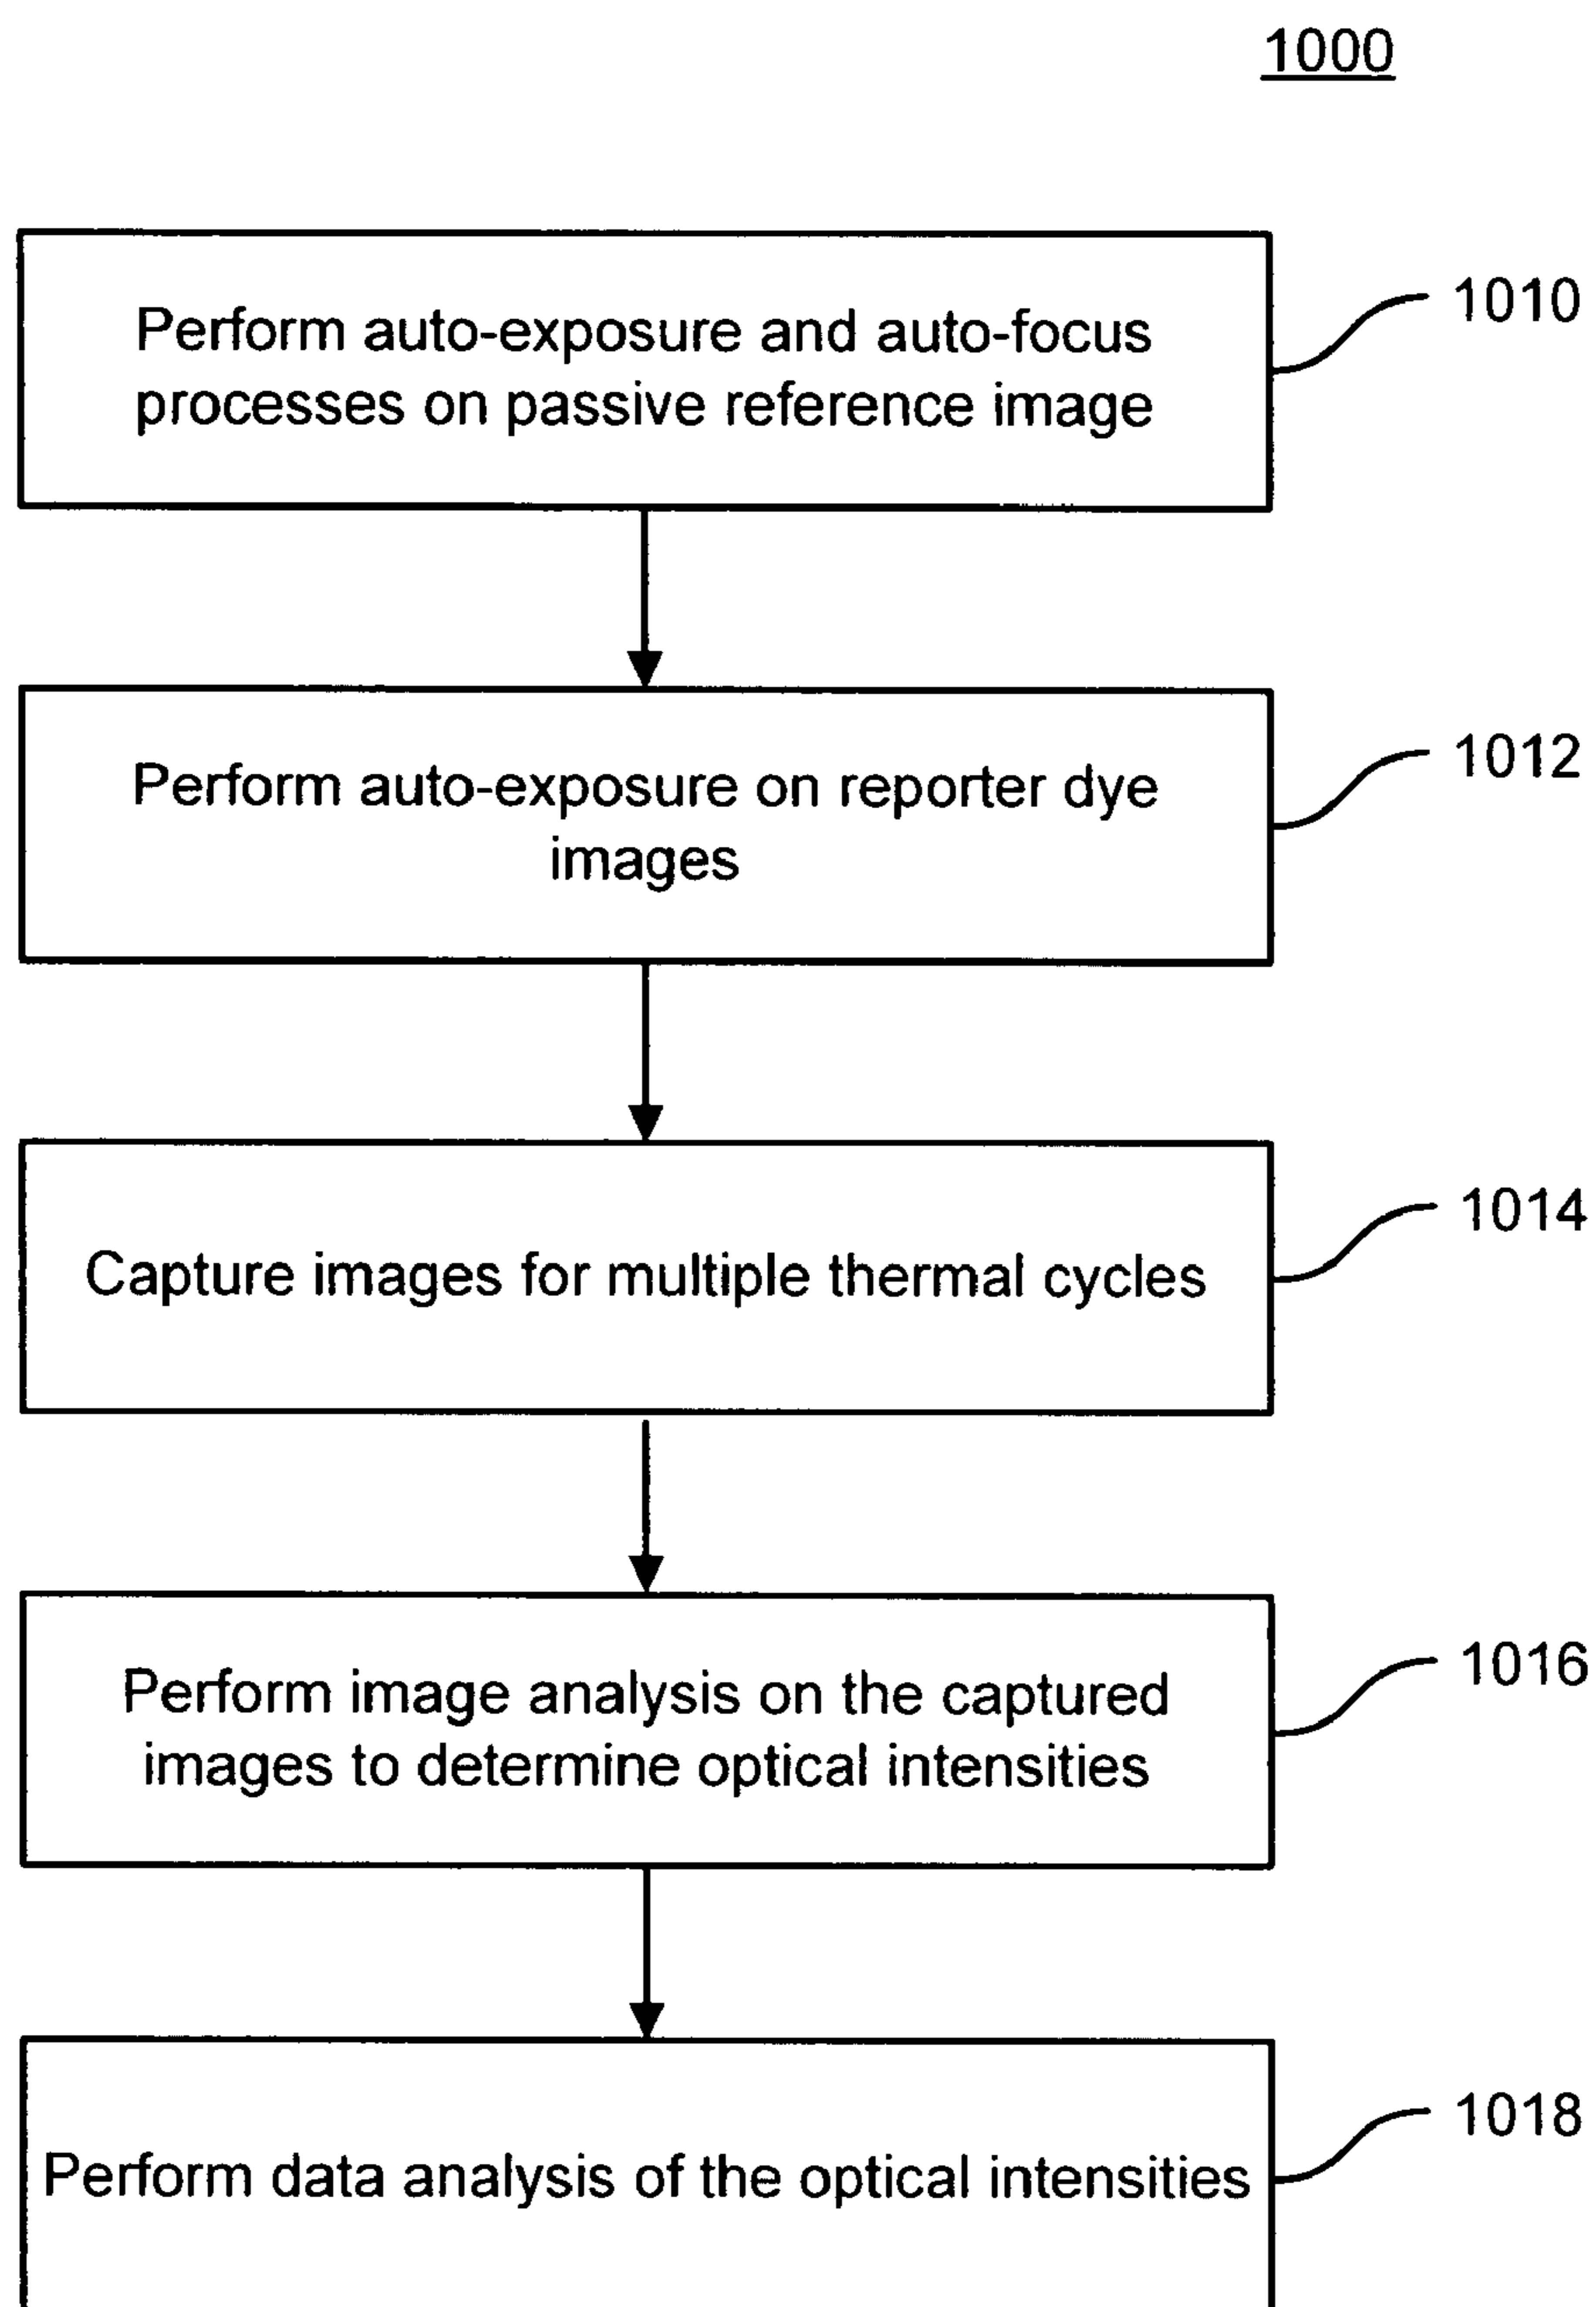 1000
Perform auto-exposure and auto-focus
processes on passive reference image
1010
Perform auto-exposure on reporter dye
images
1012
Capture images for multiple thermal cycles
1014
Perform image analysis on the captured
images to determine optical intensities
1016
Perform data analysis of the optical intensities
1018